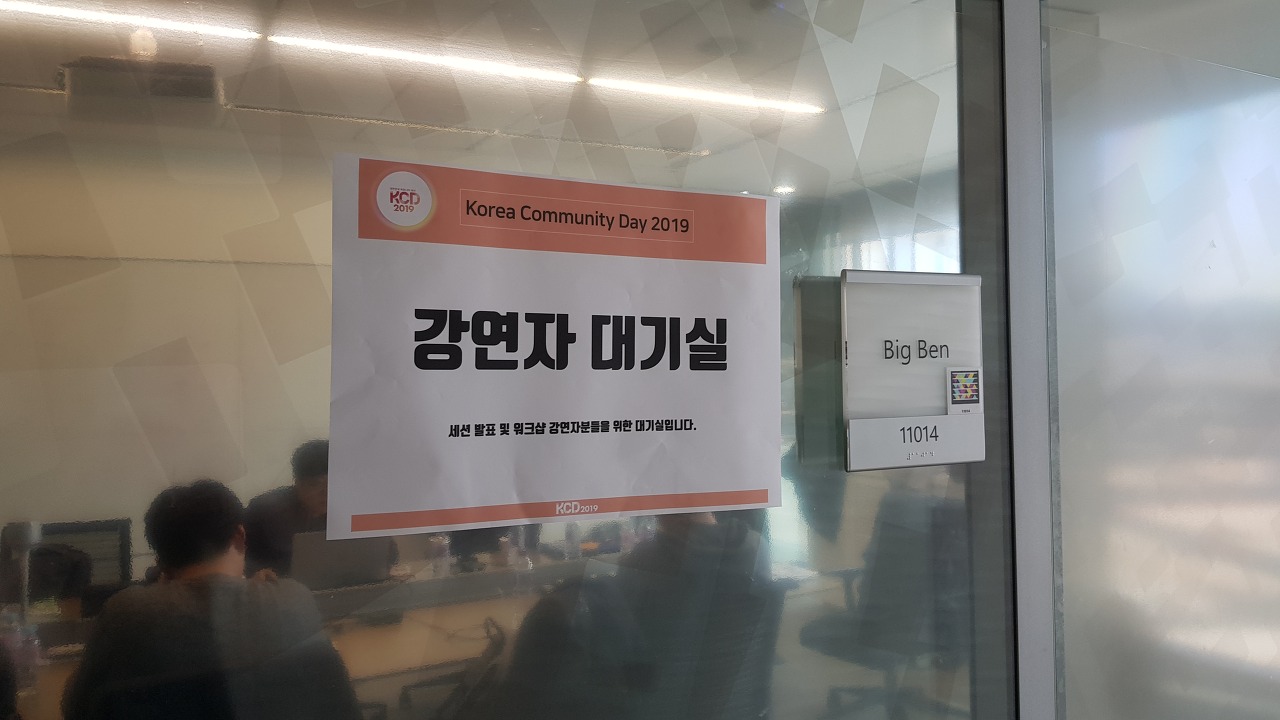 KCD
2019
Korea Community Day 2019
강연자 대기실
세션 발표 및 워크샵 강연자분들을 위한 대기실입니다.
KCD2019
Big Ben
11014